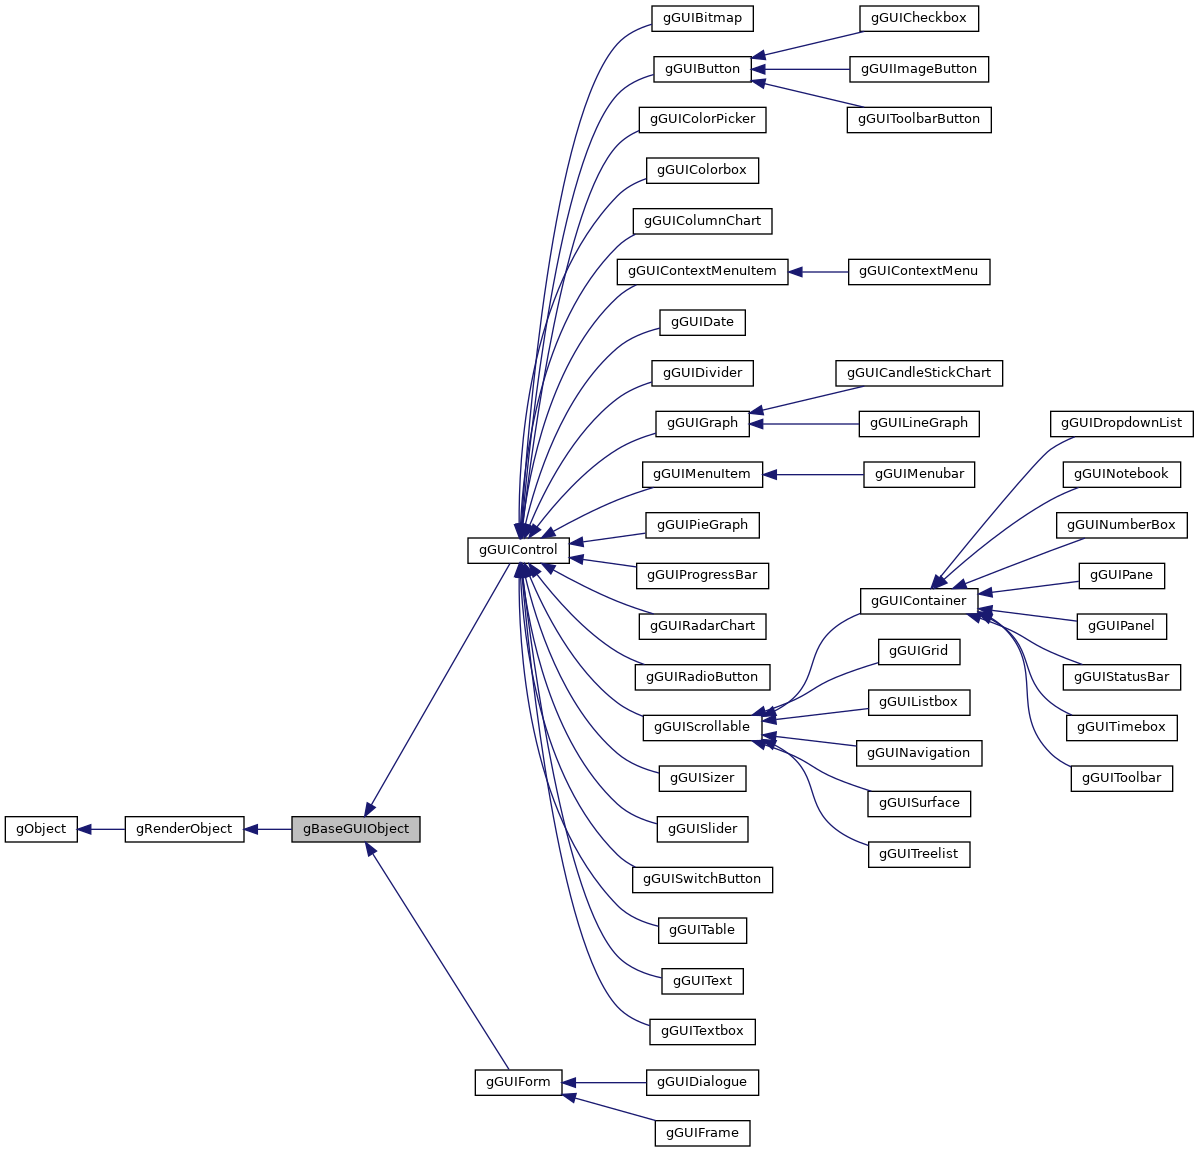 gObject
gRenderObject
gBaseGUIObject
gGUIControl
gGUIBitmap
gGUIButton
gGUICheckbox
gGUIImageButton
gGUIToolbarButton
gGUIColorPicker
gGUIColorbox
gGUIColumnChart
gGUIContextMenuItem
gGUIContextMenu
gGUIDate
gGUIDivider
gGUIGraph
gGUICandleStickChart
gGUILineGraph
gGUIMenuItem
gGUIMenubar
gGUIPieGraph
gGUIProgressBar
gGUIRadarChart
gGUIRadioButton
gGUIScrollable
gGUIContainer
gGUIDropdownList
gGUINotebook
gGUINumberBox
gGUIPane
gGUIPanel
gGUIStatusBar
gGUITimebox
gGUIToolbar
gGUIGrid
gGUIListbox
gGUINavigation
gGUISurface
gGUITreelist
gGUISizer
gGUISlider
gGUISwitchButton
gGUITable
gGUIText
gGUITextbox
gGUIForm
gGUIDialogue
gGUIFrame